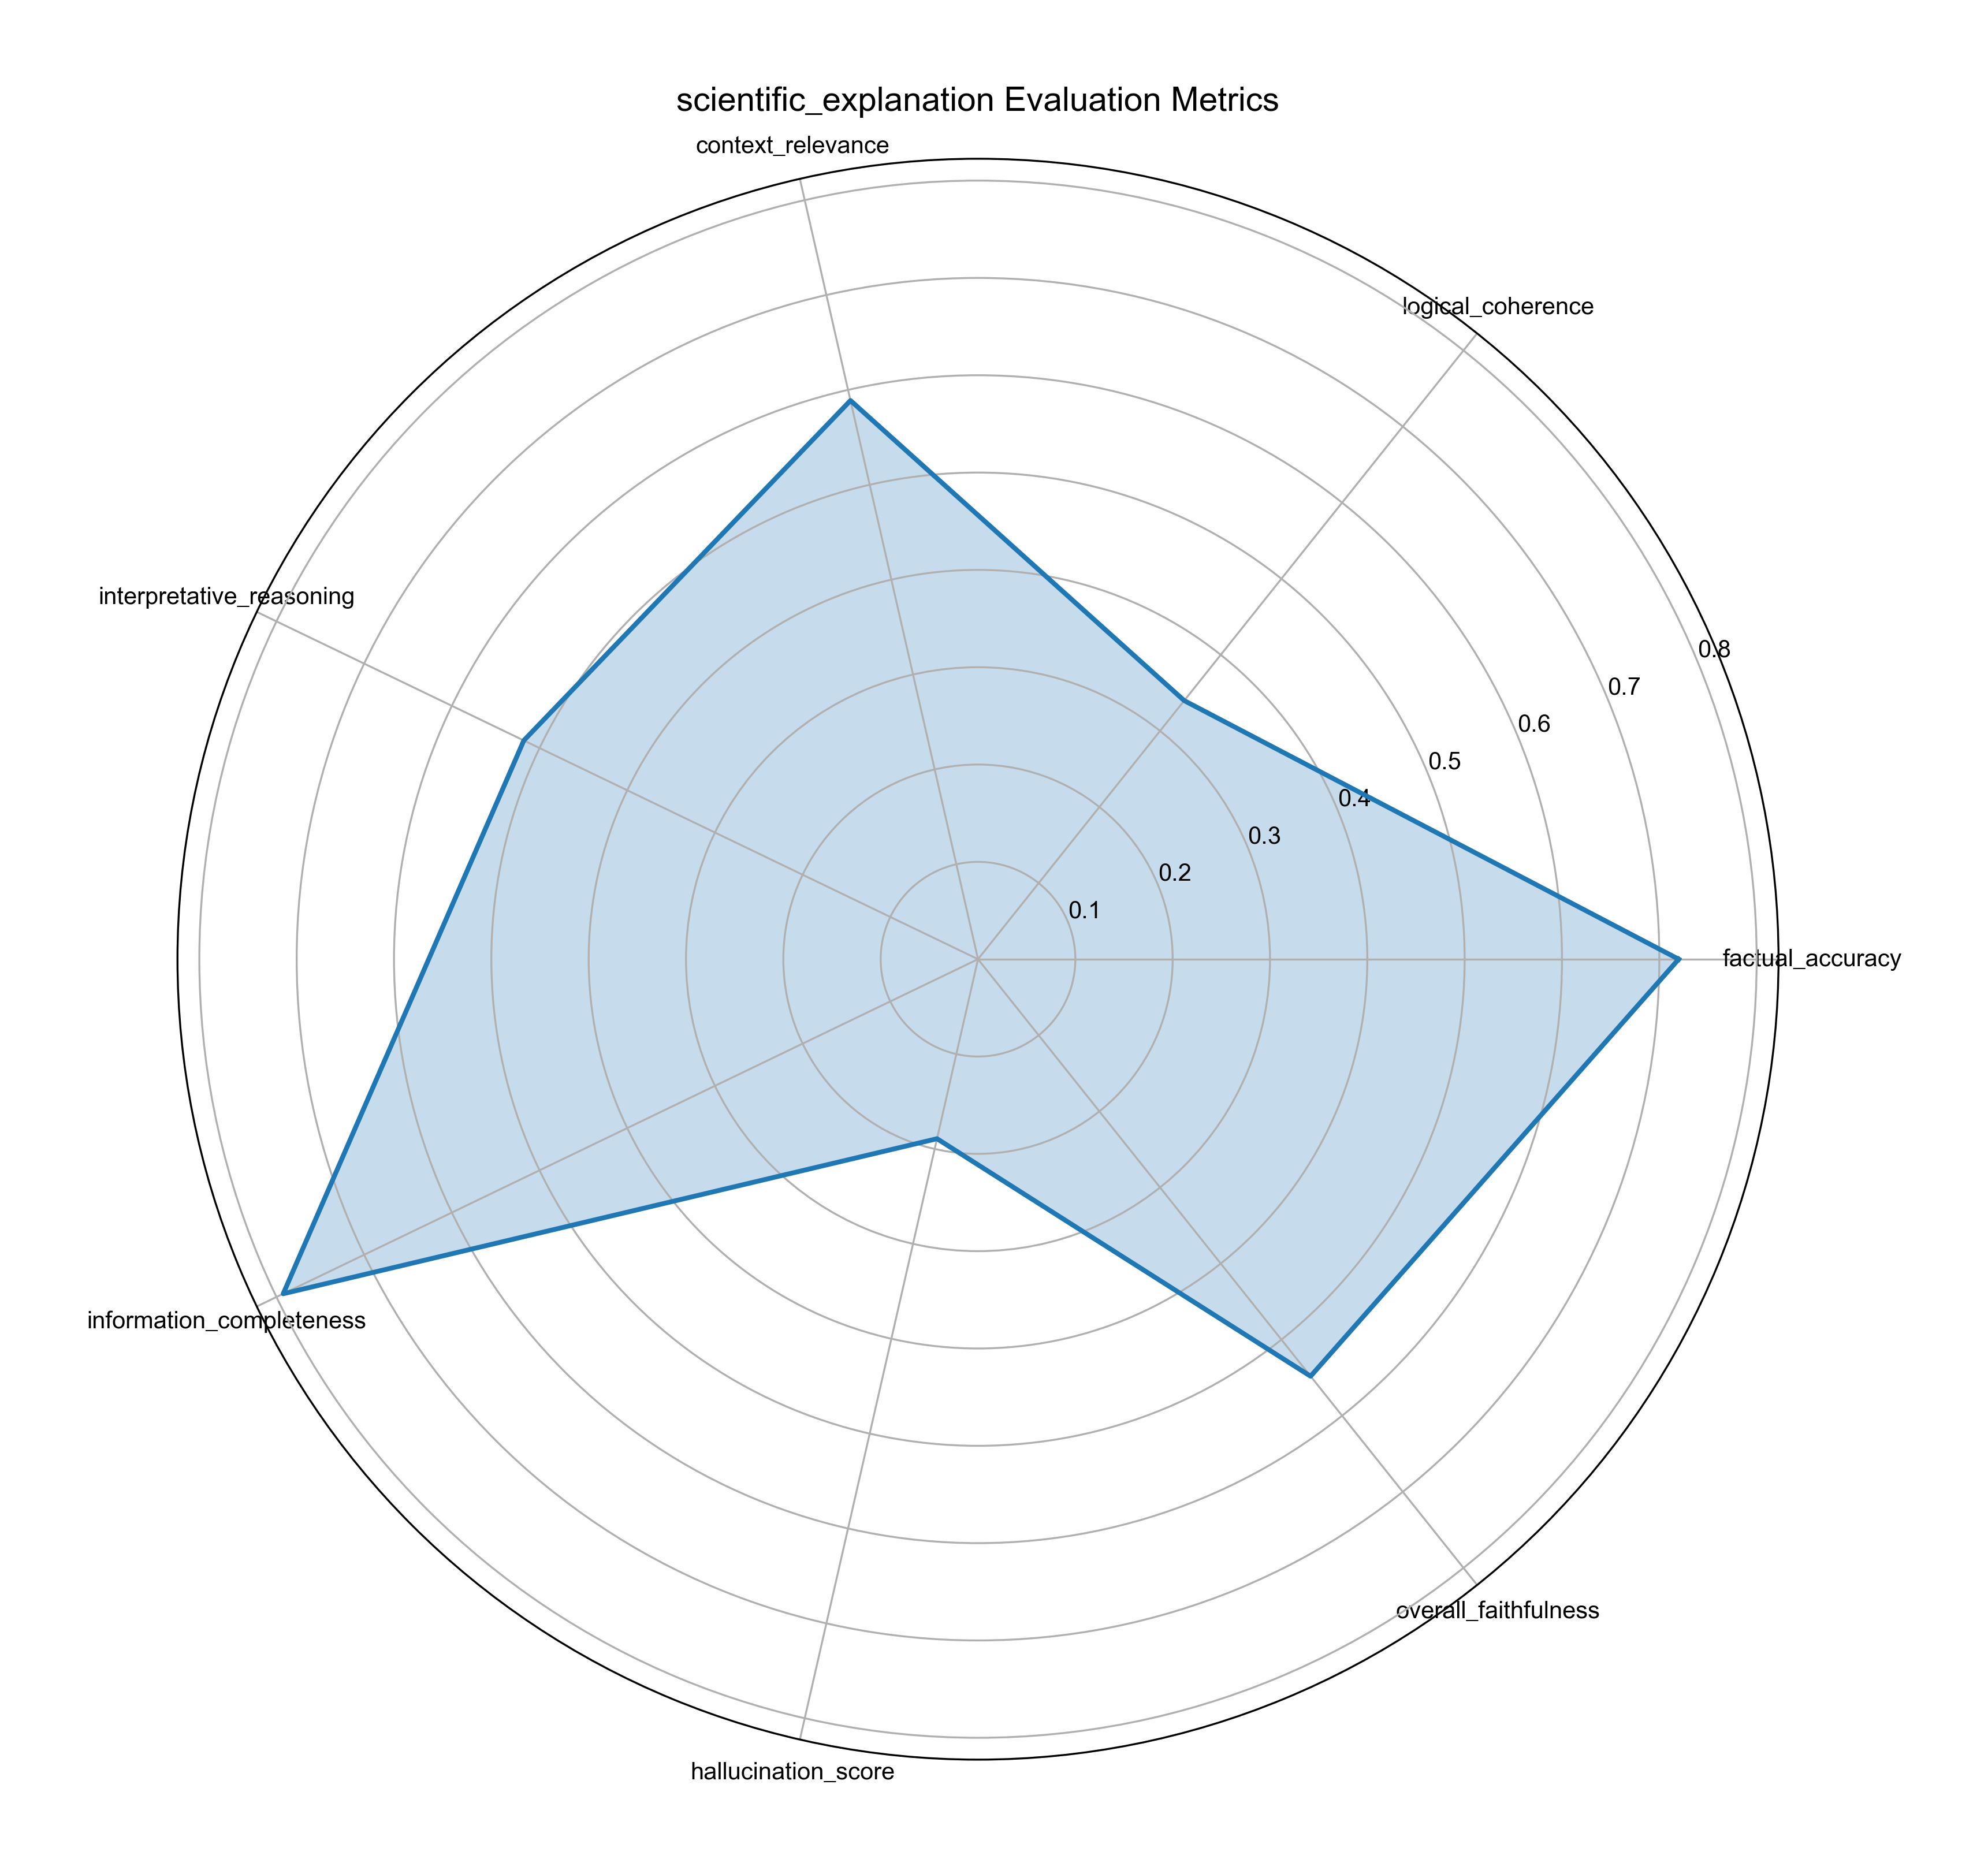 scientific_explanation Evaluation Metrics
context_relevance
logical_coherence
interpretative_reasoning
0.8
0.7
0.6
0.5
0.4
0.3
0.2
0.1
factual_accuracy
information_completeness
overall_faithfulness
hallucination_score